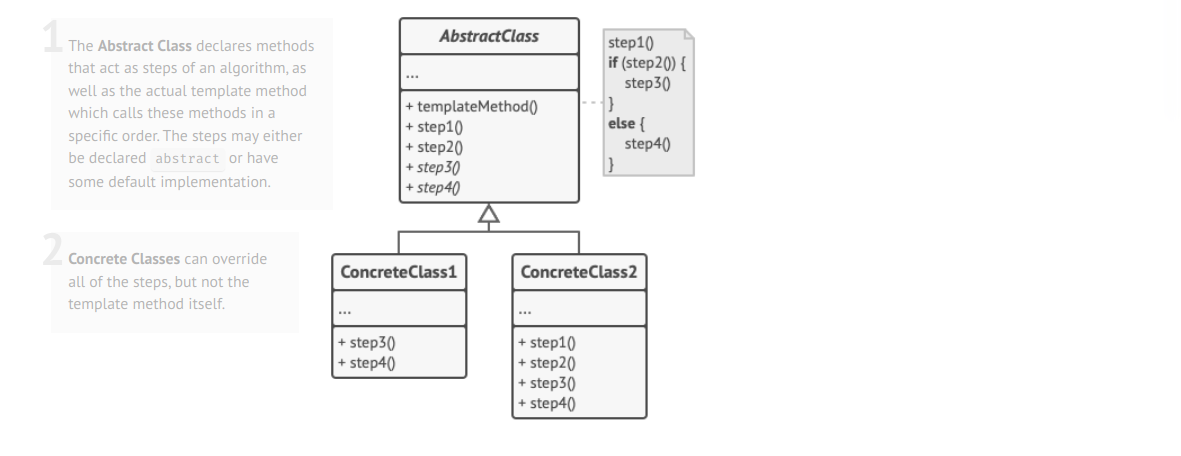 1
The Abstract Class declares methods
that act as steps of an algorithm, as
well as the actual template method
which calls these methods in a
specific order. The steps may either
be declared abstract or have
some default implementation.
2
Concrete Classes can override
all of the steps, but not the
template method itself.
AbstractClass
...
+ templateMethod()
+ step1()
+ step2()
+ step3()
+ step4()
step1()
if (step2()) {
step3()
}
else {
step4()
}
ConcreteClass1
...
+ step3()
+ step4()
ConcreteClass2
...
+ step1()
+ step2()
+ step3()
+ step4()